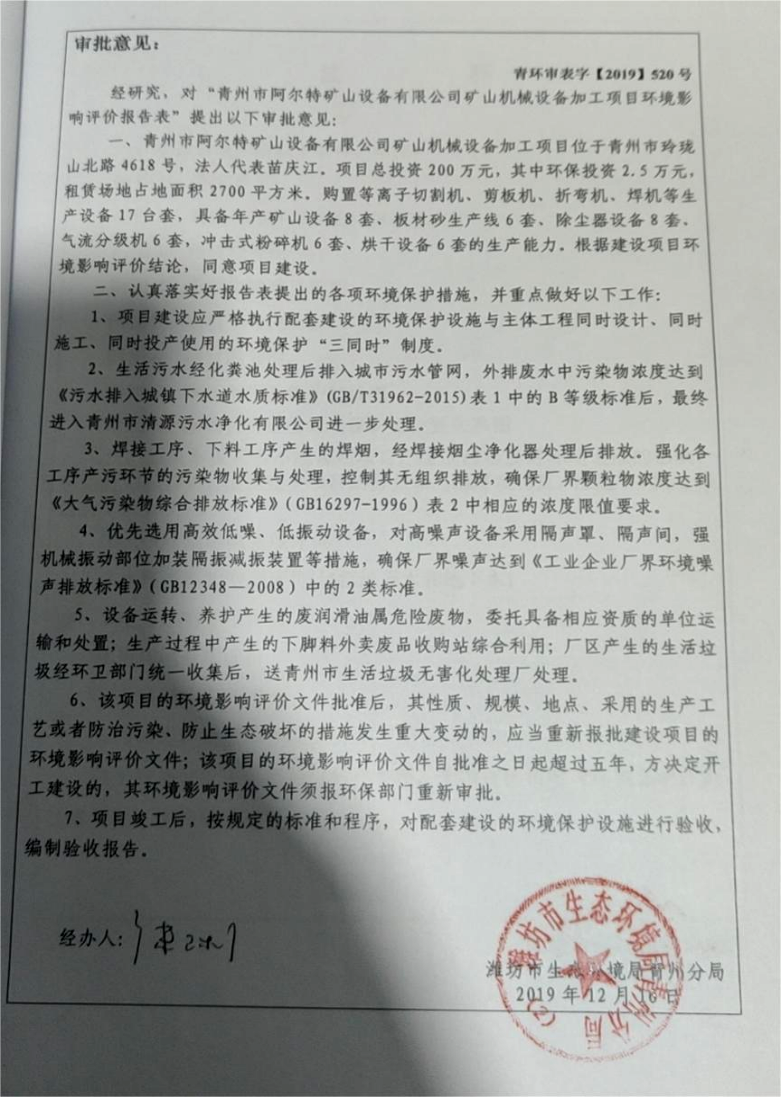 审批意见：
青环审表字【2019】520 号
经研究，对“青州市阿尔特矿山设备有限公司矿山机械设备加工项目环境影
响评价报告表”提出以下审批意见：
一、青州市阿尔特矿山设备有限公司矿山机械设备加工项目位于青州市玲珑
山北路 4618 号，法人代表苗庆江。项目总投资 200 万元，其中环保投资 2.5 万元，
租赁场地占地面积 2700 平方米。购置等离子切割机、剪板机、折弯机、焊机等生
产设备 17 台套，具备年产矿山设备 8 套、板材砂生产线 6 套、除尘器设备 8 套、
气流分级机 6 套，冲击式粉碎机 6 套、烘干设备 6 套的生产能力。根据建设项目环
境影响评价结论，同意项目建设。
二、认真落实好报告表提出的各项环境保护措施，并重点做好以下工作：
1、项目建设应严格执行配套建设的环境保护设施与主体工程同时设计、同时
施工、同时投产使用的环境保护“三同时”制度。
2、生活污水经化粪池处理后排入城市污水管网，外排废水中污染物浓度达到
《污水排入城镇下水道水质标准》(GB/T31962-2015)表 1 中的 B 等级标准后，最终
进入青州市清源污水净化有限公司进一步处理。
3、焊接工序、下料工序产生的焊烟，经焊接烟尘净化器处理后排放。强化各
工序产污环节的污染物收集与处理，控制其无组织排放，确保厂界颗粒物浓度达到
《大气污染物综合排放标准》（GB16297-1996）表 2 中相应的浓度限值要求。
4、优先选用高效低噪、低振动设备，对高噪声设备采用隔声罩、隔声间，强
机械振动部位加装隔振减振装置等措施，确保厂界噪声达到《工业企业厂界环境噪
声排放标准》（GB12348—2008）中的 2 类标准。
5、设备运转、养护产生的废润滑油属危险废物，委托具备相应资质的单位运
输和处置；生产过程中产生的下脚料外卖废品收购站综合利用；厂区产生的生活垃
圾经环卫部门统一收集后，送青州市生活垃圾无害化处理厂处理。
6、该项目的环境影响评价文件批准后，其性质、规模、地点、采用的生产工
艺或者防治污染、防止生态破坏的措施发生重大变动的，应当重新报批建设项目的
环境影响评价文件；该项目的环境影响评价文件自批准之日起超过五年，方决定开
工建设的，其环境影响评价文件须报环保部门重新审批。
7、项目竣工后，按规定的标准和程序，对配套建设的环境保护设施进行验收，
编制验收报告。
经办人：
潍坊市生态环境局青州分局
2019 年 12 月 16 日
潍坊市生态环境局青州分局
(2)